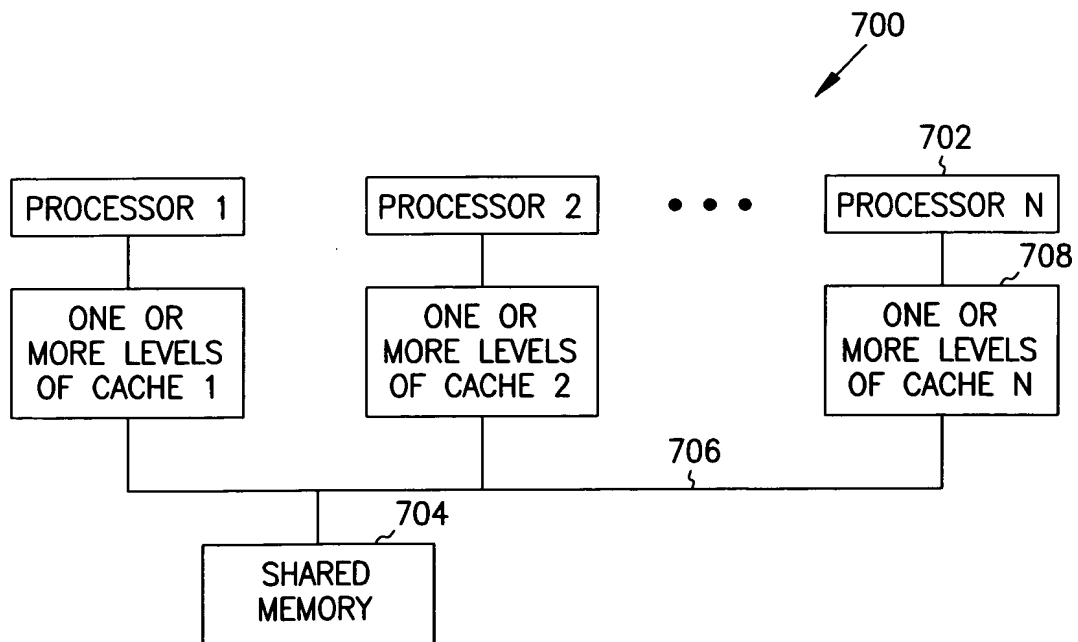 700
702
PROCESSOR 1
PROCESSOR 2
PROCESSOR N
708
ONE OR
MORE LEVELS
OF CACHE 1
ONE OR
MORE LEVELS
OF CACHE 2
ONE OR
MORE LEVELS
OF CACHE N
706
704
SHARED
MEMORY